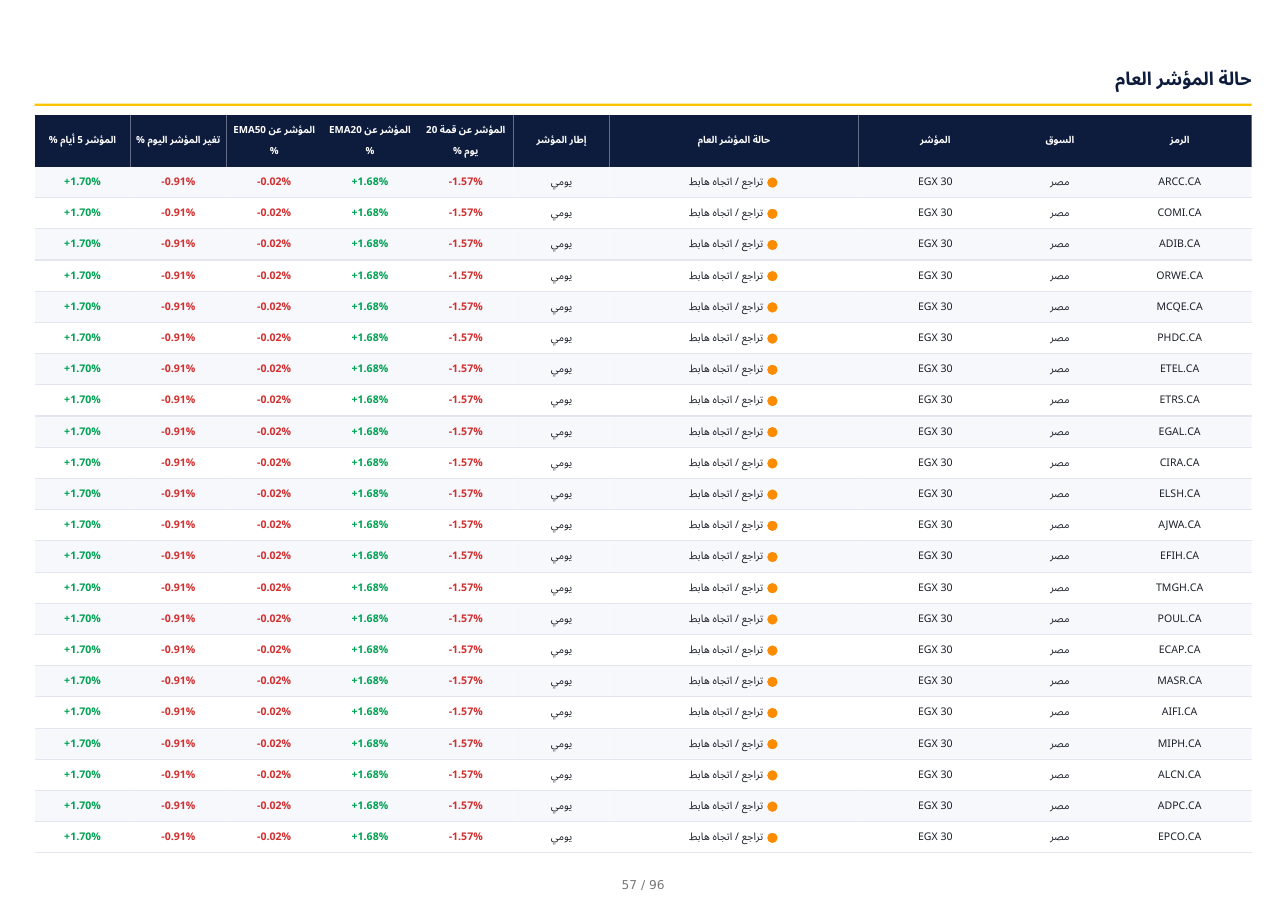 حالة المؤشر العام
الرمز السوق المؤشر حالة المؤشر العام إطار المؤشر المؤشر عن قمة 20 يوم % المؤشر عن EMA20 % المؤشر عن EMA50 % تغير المؤشر اليوم % المؤشر 5 أيام %
ARCC.CA مصر EGX 30 تراجع / اتجاه هابط يومي -1.57% +1.68% -0.02% -0.91% +1.70%
COMI.CA مصر EGX 30 تراجع / اتجاه هابط يومي -1.57% +1.68% -0.02% -0.91% +1.70%
ADIB.CA مصر EGX 30 تراجع / اتجاه هابط يومي -1.57% +1.68% -0.02% -0.91% +1.70%
ORWE.CA مصر EGX 30 تراجع / اتجاه هابط يومي -1.57% +1.68% -0.02% -0.91% +1.70%
MCQE.CA مصر EGX 30 تراجع / اتجاه هابط يومي -1.57% +1.68% -0.02% -0.91% +1.70%
PHDC.CA مصر EGX 30 تراجع / اتجاه هابط يومي -1.57% +1.68% -0.02% -0.91% +1.70%
ETEL.CA مصر EGX 30 تراجع / اتجاه هابط يومي -1.57% +1.68% -0.02% -0.91% +1.70%
ETRS.CA مصر EGX 30 تراجع / اتجاه هابط يومي -1.57% +1.68% -0.02% -0.91% +1.70%
EGAL.CA مصر EGX 30 تراجع / اتجاه هابط يومي -1.57% +1.68% -0.02% -0.91% +1.70%
CIRA.CA مصر EGX 30 تراجع / اتجاه هابط يومي -1.57% +1.68% -0.02% -0.91% +1.70%
ELSH.CA مصر EGX 30 تراجع / اتجاه هابط يومي -1.57% +1.68% -0.02% -0.91% +1.70%
AJWA.CA مصر EGX 30 تراجع / اتجاه هابط يومي -1.57% +1.68% -0.02% -0.91% +1.70%
EFIH.CA مصر EGX 30 تراجع / اتجاه هابط يومي -1.57% +1.68% -0.02% -0.91% +1.70%
TMGH.CA مصر EGX 30 تراجع / اتجاه هابط يومي -1.57% +1.68% -0.02% -0.91% +1.70%
POUL.CA مصر EGX 30 تراجع / اتجاه هابط يومي -1.57% +1.68% -0.02% -0.91% +1.70%
ECAP.CA مصر EGX 30 تراجع / اتجاه هابط يومي -1.57% +1.68% -0.02% -0.91% +1.70%
MASR.CA مصر EGX 30 تراجع / اتجاه هابط يومي -1.57% +1.68% -0.02% -0.91% +1.70%
AIFI.CA مصر EGX 30 تراجع / اتجاه هابط يومي -1.57% +1.68% -0.02% -0.91% +1.70%
MIPH.CA مصر EGX 30 تراجع / اتجاه هابط يومي -1.57% +1.68% -0.02% -0.91% +1.70%
ALCN.CA مصر EGX 30 تراجع / اتجاه هابط يومي -1.57% +1.68% -0.02% -0.91% +1.70%
ADPC.CA مصر EGX 30 تراجع / اتجاه هابط يومي -1.57% +1.68% -0.02% -0.91% +1.70%
EPCO.CA مصر EGX 30 تراجع / اتجاه هابط يومي -1.57% +1.68% -0.02% -0.91% +1.70%
57 / 96